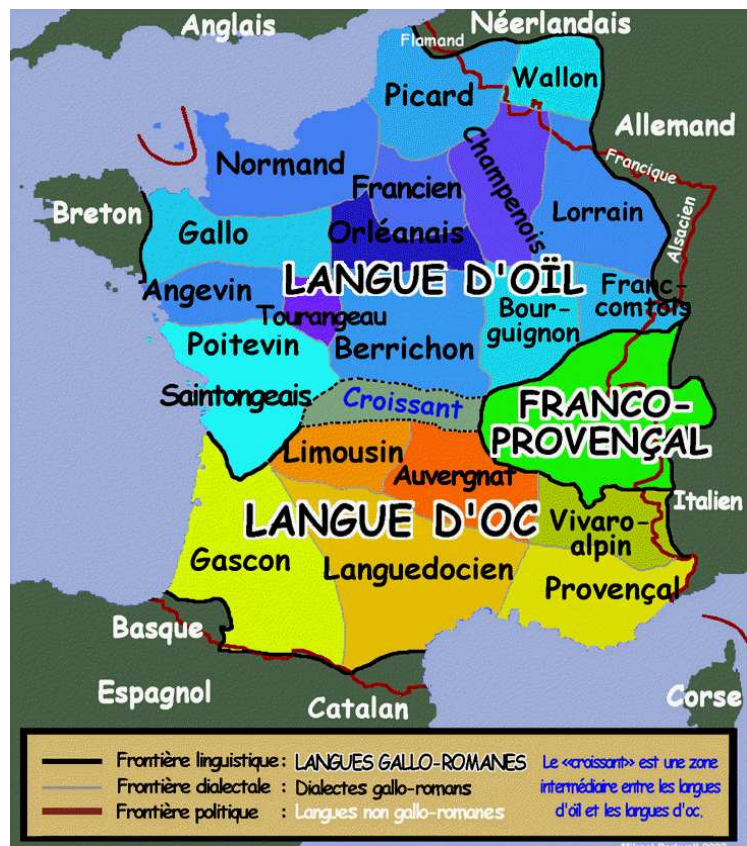 Anglais
Néerlandais
Flamand
Wallon
Picard
Allemand
Champenois
Normand
Francique
Francien
Breton
Lorrain
Alsacien
Gallo
Orléanais
LANGUE D'OÏL
Angevin
Franc-
comtois
Tourangeau
Bour-
guignon
Poitevin
Berrichon
Saintongeais
Croissant
FRANCO-
PROVENÇAL
Limousin
Auvergnat
Italien
LANGUE D'OC
Vivaro-
alpin
Gascon
Languedocien
Provençal
Basque
Espagnol
Catalan
Corse
Frontière linguistique : LANGUES GALLO-ROMANES
Frontière dialectale : Dialectes gallo-romans
Frontière politique : Langues non gallo-romanes
Le «croissant» est une zone
intermédiaire entre les langues
d'oïl et les langues d'oc.